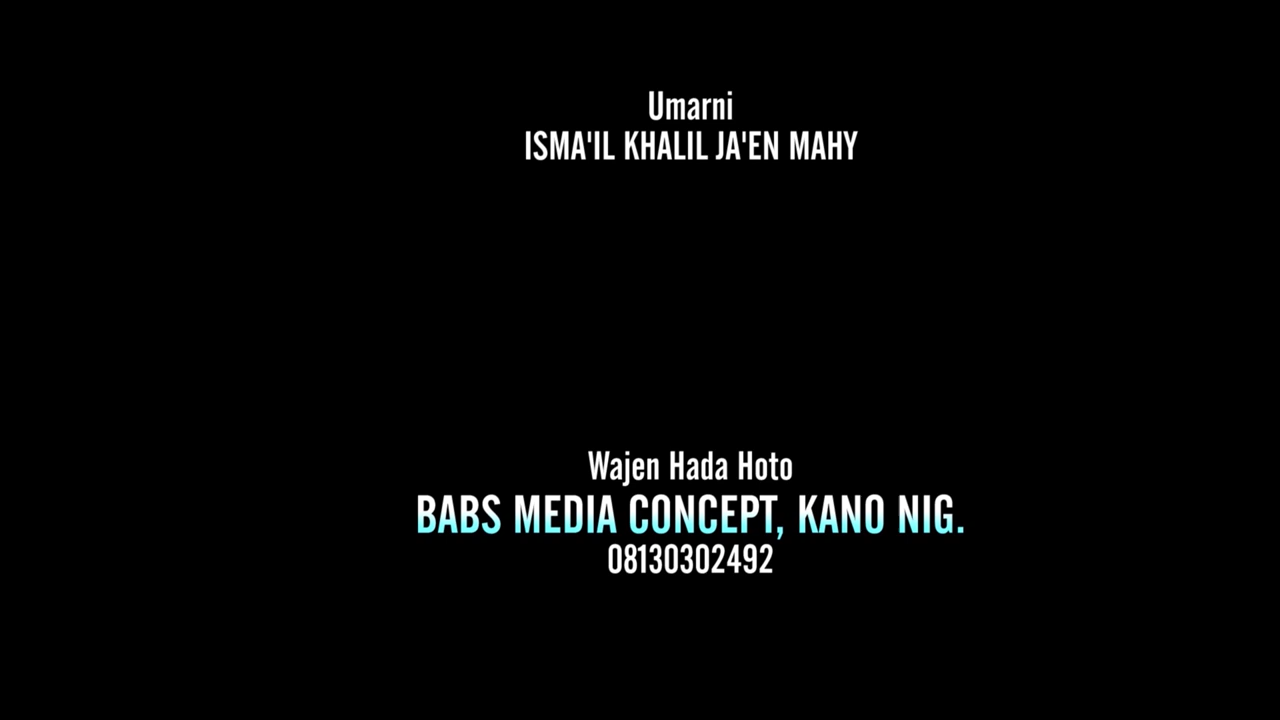 Umarni
ISMA'IL KHALIL JA'EN MAHY
Wajen Hada Hoto
BABS MEDIA CONCEPT, KANO NIG.
08130302492